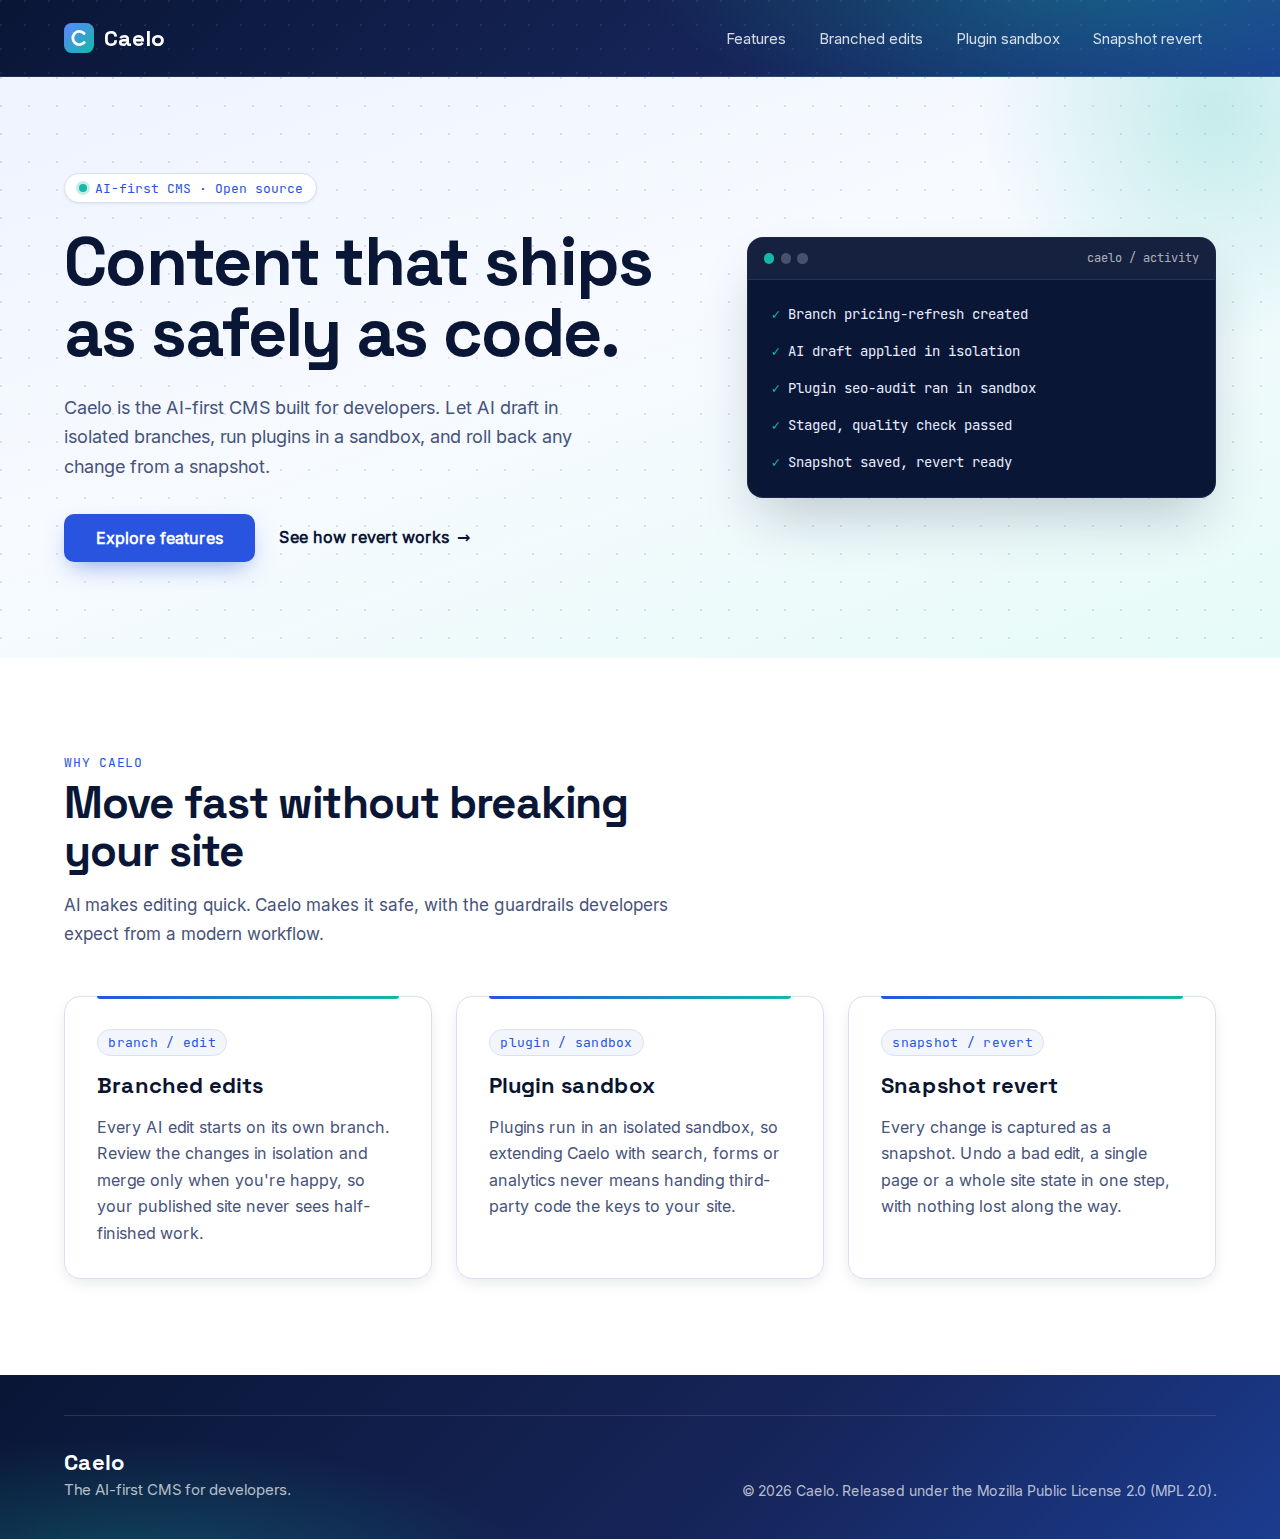 C Caelo
Features Branched edits Plugin sandbox Snapshot revert
AI-first CMS · Open source
Content that ships
as safely as code.
Caelo is the AI-first CMS built for developers. Let AI draft in
isolated branches, run plugins in a sandbox, and roll back any
change from a snapshot.
Explore features
See how revert works →
caelo / activity
✓ Branch pricing-refresh created
✓ AI draft applied in isolation
✓ Plugin seo-audit ran in sandbox
✓ Staged, quality check passed
✓ Snapshot saved, revert ready
WHY CAELO
Move fast without breaking
your site
AI makes editing quick. Caelo makes it safe, with the guardrails developers
expect from a modern workflow.
branch / edit
Branched edits
Every AI edit starts on its own branch.
Review the changes in isolation and
merge only when you're happy, so
your published site never sees half-
finished work.
plugin / sandbox
Plugin sandbox
Plugins run in an isolated sandbox, so
extending Caelo with search, forms or
analytics never means handing third-
party code the keys to your site.
snapshot / revert
Snapshot revert
Every change is captured as a
snapshot. Undo a bad edit, a single
page or a whole site state in one step,
with nothing lost along the way.
Caelo
The AI-first CMS for developers.
© 2026 Caelo. Released under the Mozilla Public License 2.0 (MPL 2.0).